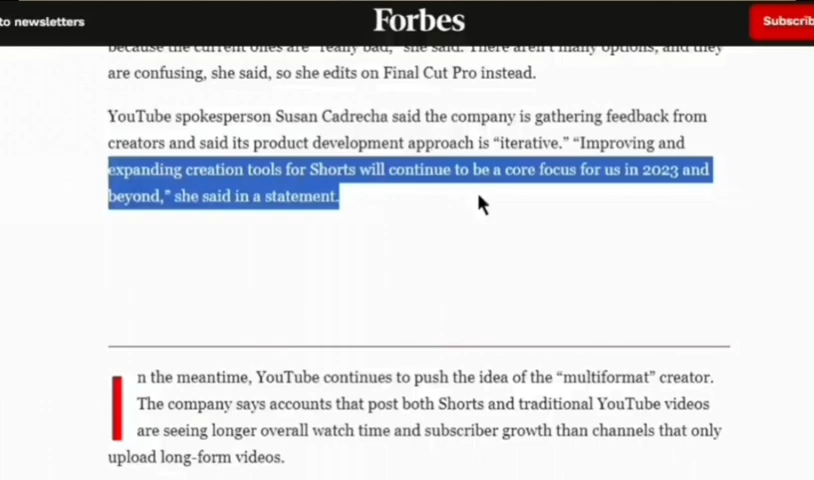 to newsletters
Forbes
Subscrib
because the current ones are "really bad," she said. There aren't many options, and they
are confusing, she said, so she edits on Final Cut Pro instead.
YouTube spokesperson Susan Cadrecha said the company is gathering feedback from
creators and said its product development approach is “iterative.” “Improving and
expanding creation tools for Shorts will continue to be a core focus for us in 2023 and
beyond,” she said in a statement.
In the meantime, YouTube continues to push the idea of the “multiformat” creator.
The company says accounts that post both Shorts and traditional YouTube videos
are seeing longer overall watch time and subscriber growth than channels that only
upload long-form videos.